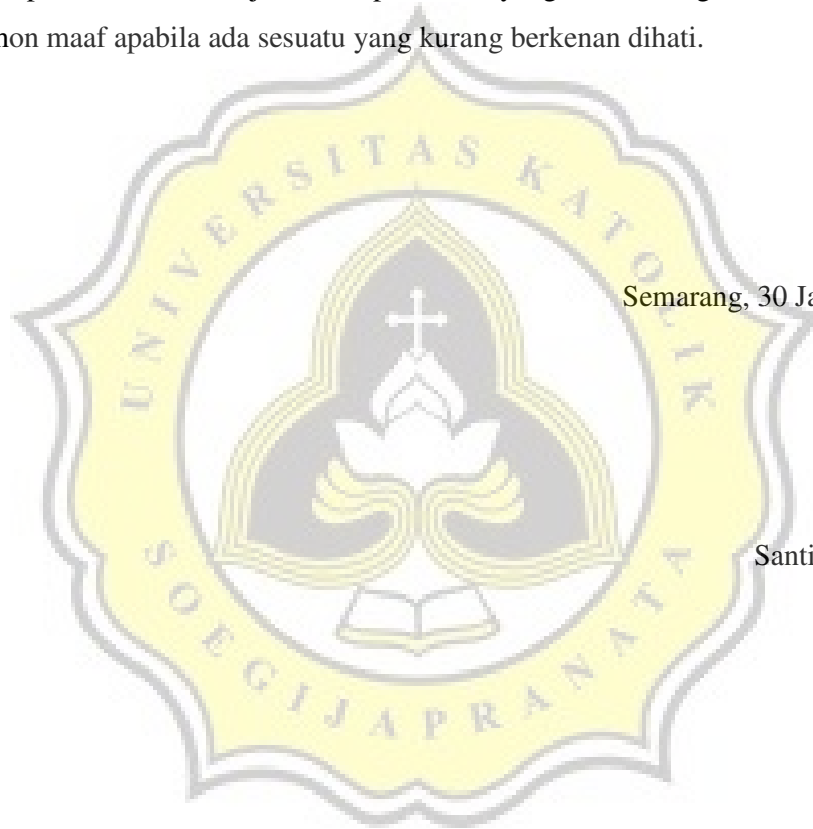 mohon maaf apabila ada sesuatu yang kurang berkenan dihati.
UNIVERSITAS KATOLIK
Semarang, 30 Ja
Santi
SOEGIJAPRANATA